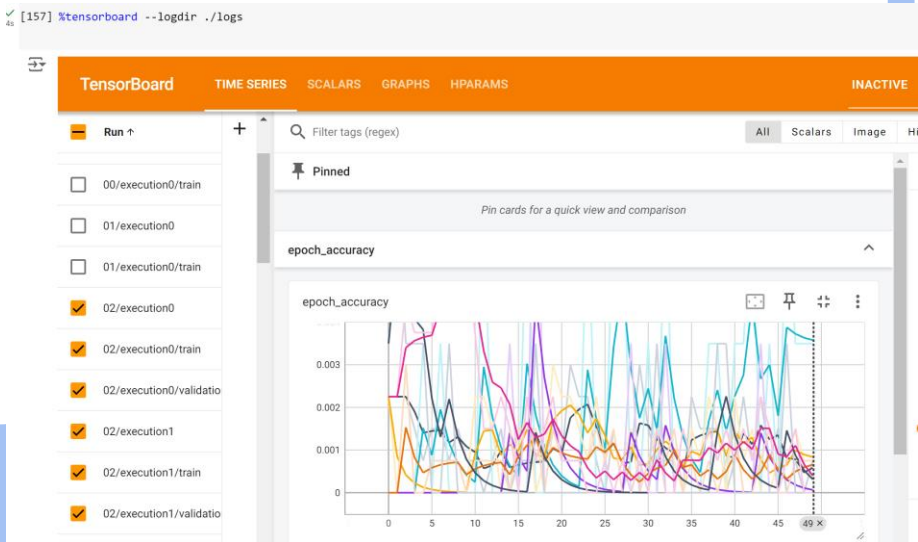 [157] %tensorboard --logdir ./logs
4s
TensorBoard TIME SERIES SCALARS GRAPHS HPARAMS INACTIVE
Run ↑
Filter tags (regex)
All Scalars Image Hi
Pinned
00/execution0/train
Pin cards for a quick view and comparison
01/execution0
epoch_accuracy
01/execution0/train
epoch_accuracy
02/execution0
02/execution0/train
02/execution0/validatio
02/execution1
02/execution1/train
02/execution1/validatio
0.003
0.002
0.001
0
0 5 10 15 20 25 30 35 40 45 49 ×